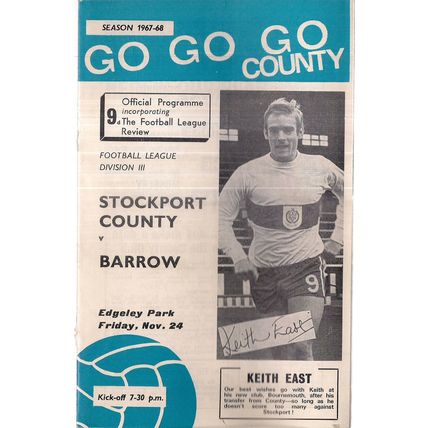 SEASON 1967-68
GO GO GO
COUNTY
9d
Official Programme
incorporating
The Football League
Review
FOOTBALL LEAGUE
DIVISION III
STOCKPORT
COUNTY
v
BARROW
Edgeley Park
Friday, Nov. 24
Kick-off 7-30 p.m.
9
Keith East
KEITH EAST
Our best wishes go with Keith at
his new club, Bournemouth, after his
transfer from County—so long as he
doesn't score too many against
Stockport !